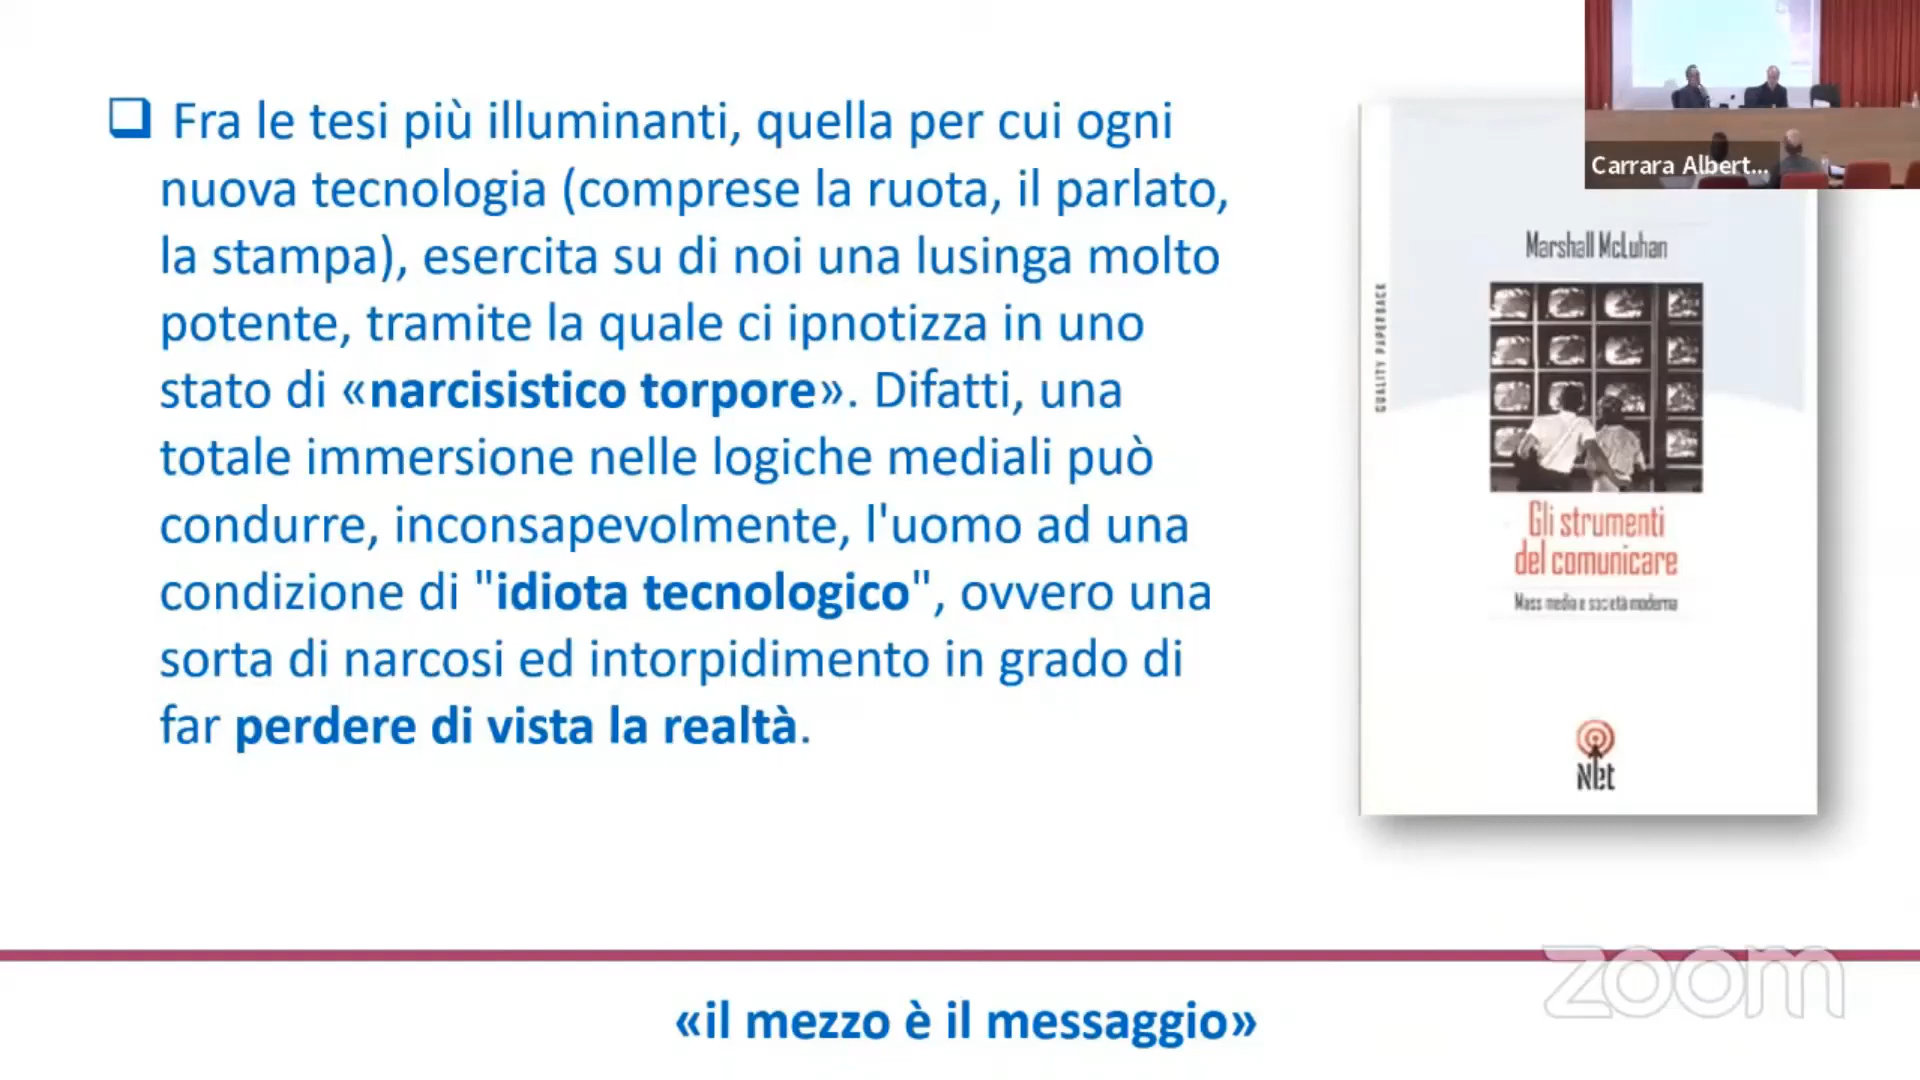 Fra le tesi più illuminanti, quella per cui ogni
nuova tecnologia (comprese la ruota, il parlato,
la stampa), esercita su di noi una lusinga molto
potente, tramite la quale ci ipnotizza in uno
stato di «narcisistico torpore». Difatti, una
totale immersione nelle logiche mediali può
condurre, inconsapevolmente, l'uomo ad una
condizione di "idiota tecnologico", ovvero una
sorta di narcosi ed intorpidimento in grado di
far perdere di vista la realtà.
Carrara Albert...
Marshall McLuhan
QUALITY PAPERBACK
Gli strumenti
del comunicare
Mass media e società moderna
Net
«il mezzo è il messaggio»
zoom